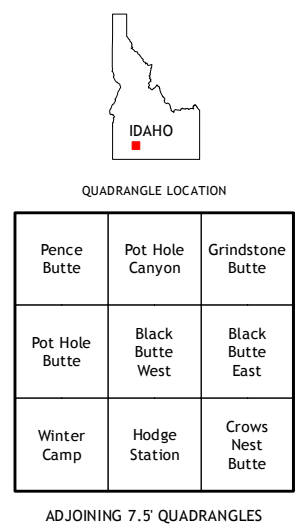 IDAHO
QUADRANGLE LOCATION
Pence
Butte
Pot Hole
Canyon
Grindstone
Butte
Pot Hole
Butte
Black
Butte
West
Black
Butte
East
Winter
Camp
Hodge
Station
Crows
Nest
Butte
ADJOINING 7.5' QUADRANGLES